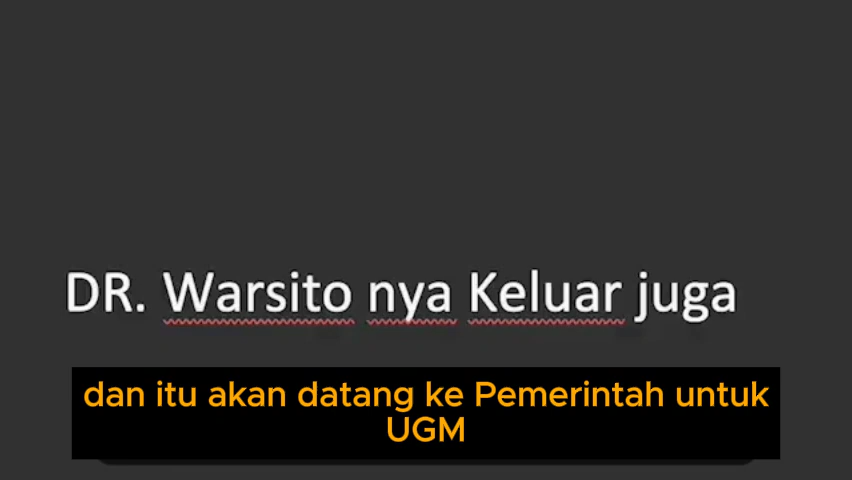 DR. Warsito nya Keluar juga
dan itu akan datang ke Pemerintah untuk
UGM